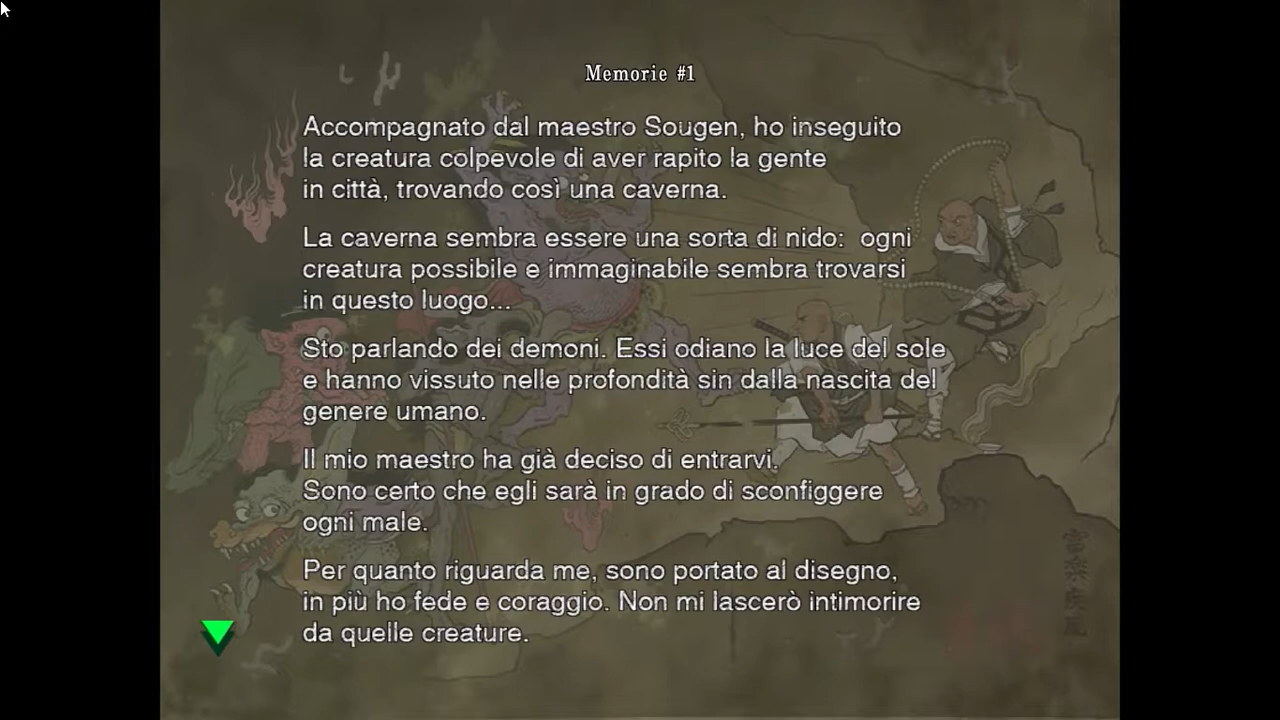 Memorie #1
Accompagnato dal maestro Sougen, ho inseguito
la creatura colpevole di aver rapito la gente
in città, trovando così una caverna.
La caverna sembra essere una sorta di nido:  ogni
creatura possibile e immaginabile sembra trovarsi
in questo luogo...
Sto parlando dei demoni. Essi odiano la luce del sole
e hanno vissuto nelle profondità sin dalla nascita del
genere umano.
Il mio maestro ha già deciso di entrarvi.
Sono certo che egli sarà in grado di sconfiggere
ogni male.
Per quanto riguarda me, sono portato al disegno,
in più ho fede e coraggio. Non mi lascerò intimorire
da quelle creature.